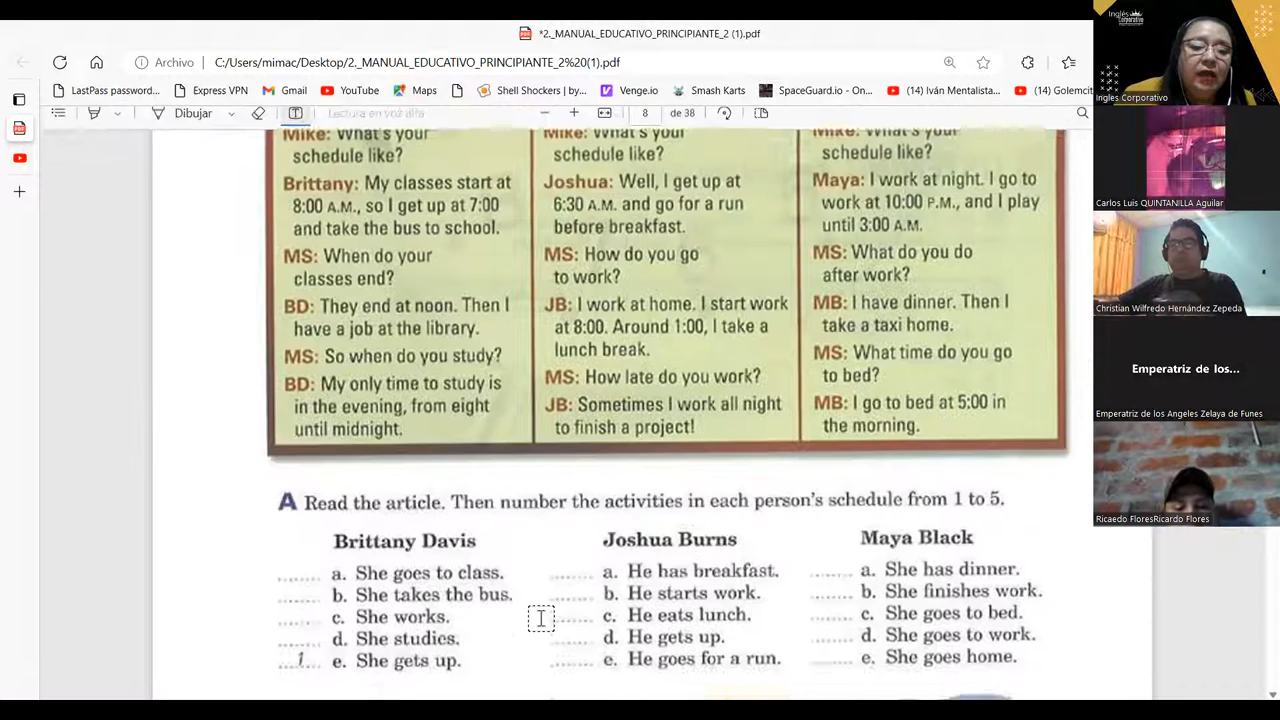 *2._MANUAL_EDUCATIVO_PRINCIPIANTE_2 (1).pdf
Archivo
C:/Users/mimac/Desktop/2._MANUAL_EDUCATIVO_PRINCIPIANTE_2%20(1).pdf
LastPass password...
Express VPN
Gmail
YouTube
Maps
Shell Shockers | by...
Venge.io
Smash Karts
SpaceGuard.io - On...
(14) Iván Mentalista...
(14) Golemcit
Dibujar
Lectura en voz alta
8
de 38
Mike: What's your
schedule like?
Brittany: My classes start at
8:00 A.M., so I get up at 7:00
and take the bus to school.
MS: When do your
classes end?
BD: They end at noon. Then I
have a job at the library.
MS: So when do you study?
BD: My only time to study is
in the evening, from eight
until midnight.
Mike: What's your
schedule like?
Joshua: Well, I get up at
6:30 A.M. and go for a run
before breakfast.
MS: How do you go
to work?
JB: I work at home. I start work
at 8:00. Around 1:00, I take a
lunch break.
MS: How late do you work?
JB: Sometimes I work all night
to finish a project!
Mike: What's your
schedule like?
Maya: I work at night. I go to
work at 10:00 P.M., and I play
until 3:00 A.M.
MS: What do you do
after work?
MB: I have dinner. Then I
take a taxi home.
MS: What time do you go
to bed?
MB: I go to bed at 5:00 in
the morning.
A Read the article. Then number the activities in each person's schedule from 1 to 5.
Brittany Davis
a. She goes to class.
b. She takes the bus.
c. She works.
d. She studies.
1 e. She gets up.
Joshua Burns
a. He has breakfast.
b. He starts work.
c. He eats lunch.
d. He gets up.
e. He goes for a run.
Maya Black
a. She has dinner.
b. She finishes work.
c. She goes to bed.
d. She goes to work.
e. She goes home.
Inglés
Corporativo
Ingles Corporativo
Carlos Luis QUINTANILLA Aguilar
Christian Wilfredo Hernández Zepeda
Emperatriz de los...
Emperatriz de los Angeles Zelaya de Funes
Ricaedo FloresRicardo Flores